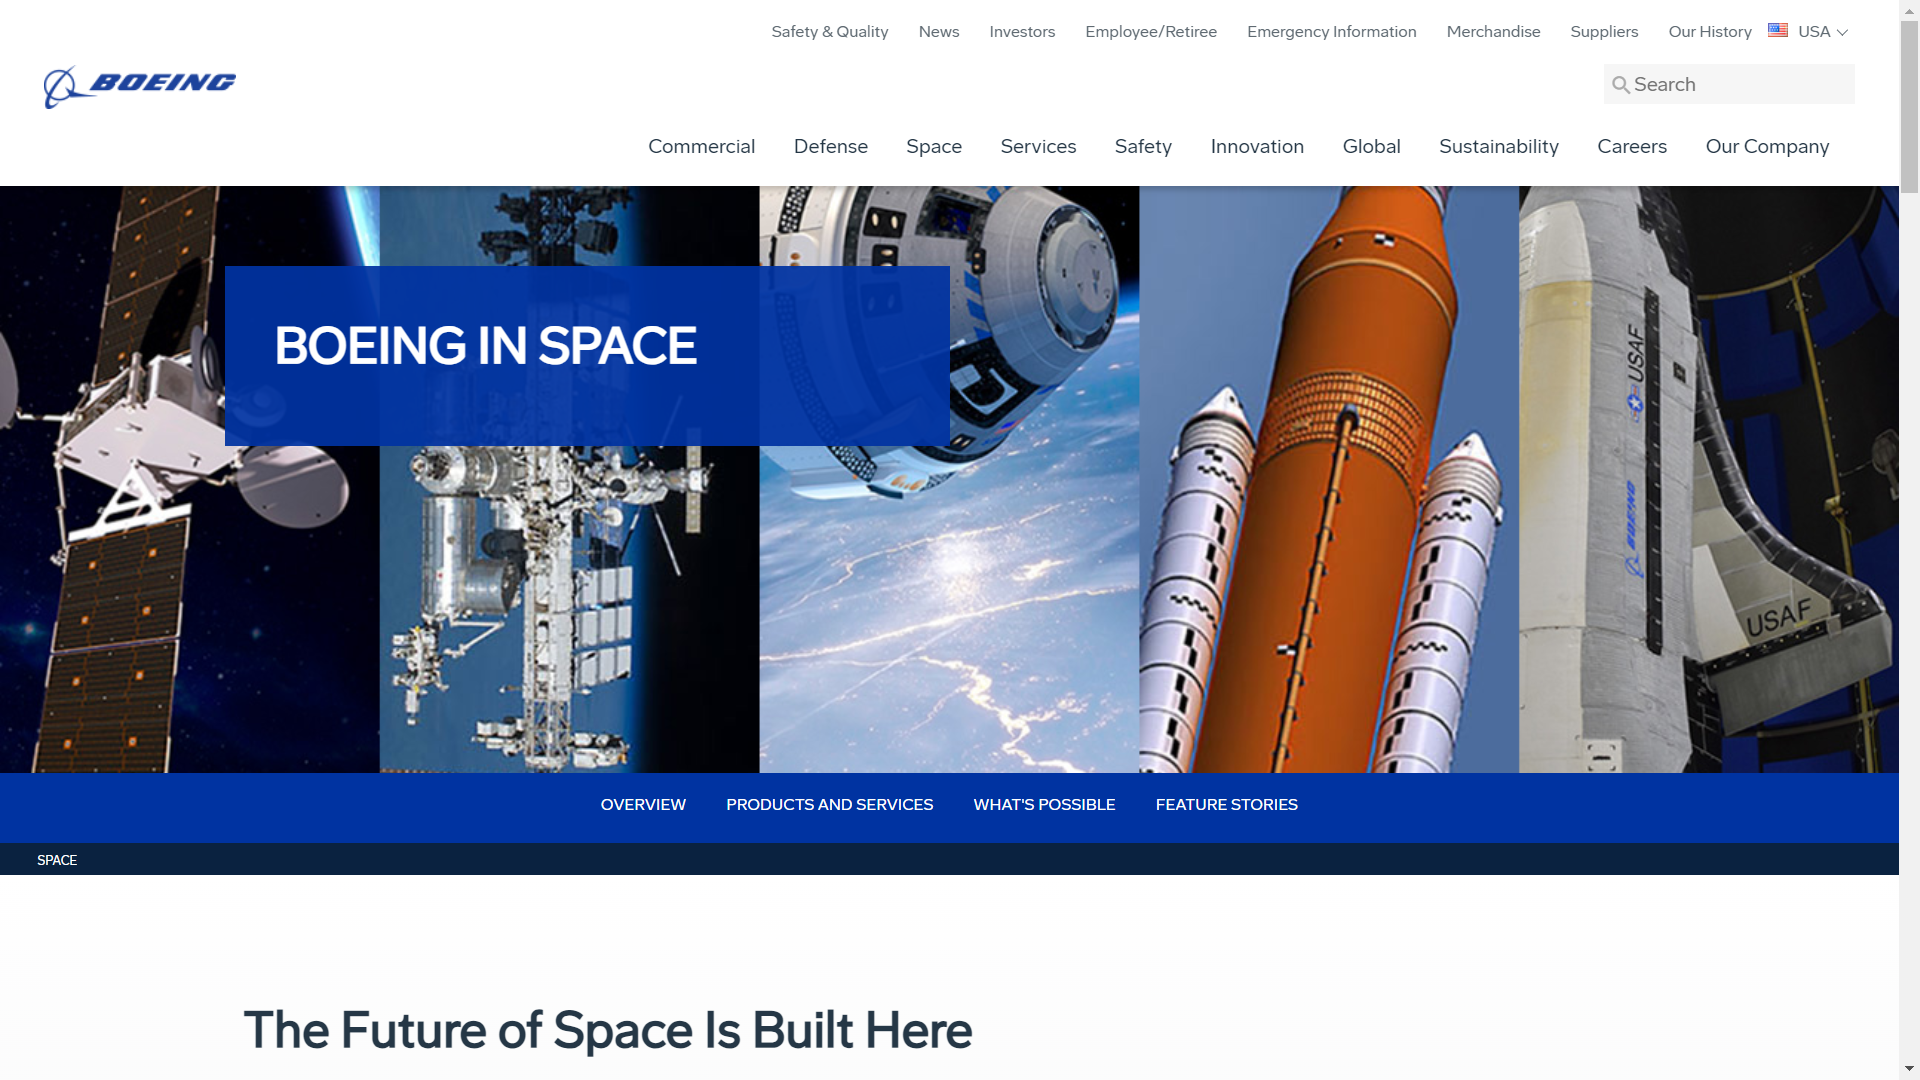 Safety & Quality News Investors Employee/Retiree Emergency Information Merchandise Suppliers Our History USA
BOEING
Search
Commercial Defense Space Services Safety Innovation Global Sustainability Careers Our Company
BOEING IN SPACE
USAF
BOEING
USAF
OVERVIEW PRODUCTS AND SERVICES WHAT'S POSSIBLE FEATURE STORIES
SPACE
The Future of Space Is Built Here